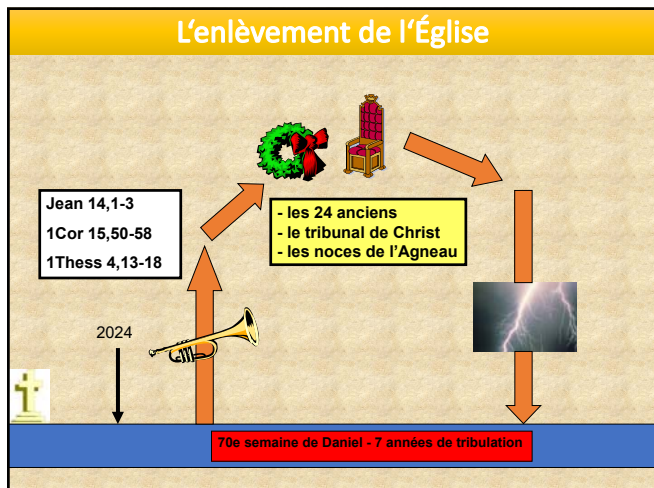 L‘enlèvement de l‘Église
Jean 14,1-3
1Cor 15,50-58
1Thess 4,13-18
- les 24 anciens
- le tribunal de Christ
- les noces de l’Agneau
2024
70e semaine de Daniel - 7 années de tribulation